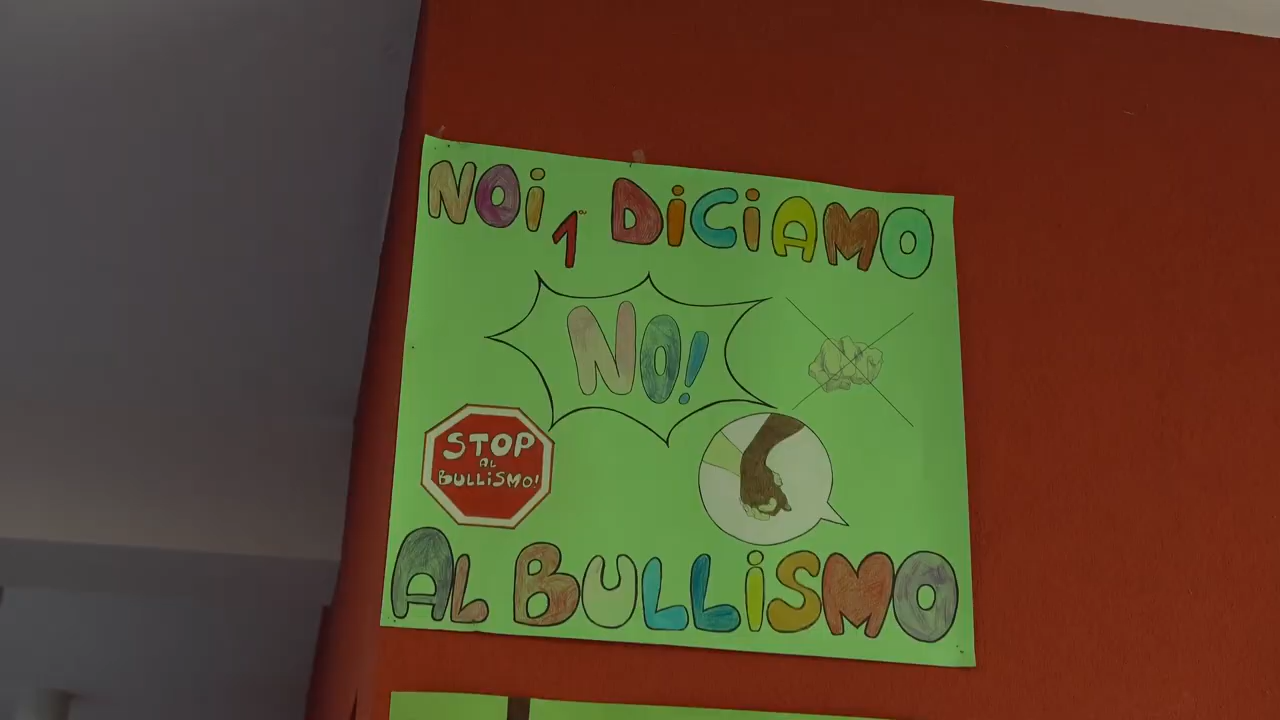 NOi 1ª DiCiAMO
NO!
STOP
AL
BULLiSMO!
AL BULLiSMO